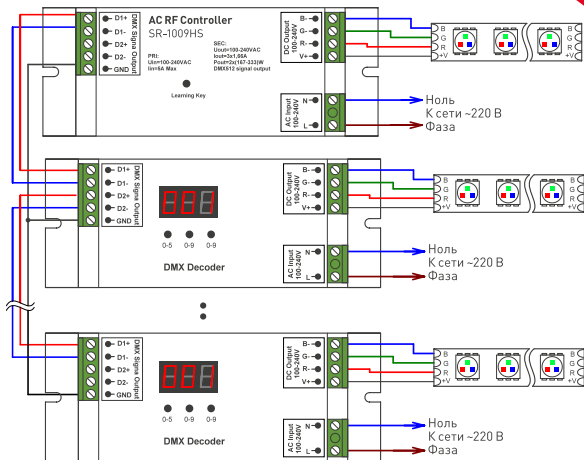 AC RF Controller
SR-1009HS
PRI:
Uin=100-240VAC
Iin=5A Max
SEC:
Uout=100-240VAC
Iout=3x1,66A
Pout=2x(167-333)W
DMX512 signal output
Learning Key
D1+
D1-
D2+
D2-
GND
DMX Signal Output
DC Output
100-240V
B-
G-
R-
V+
AC Input
100-240V
N
L
B
G
R
+V
B
G
R
+V
Ноль
К сети ~220 В
Фаза
D1+
D1-
D2+
D2-
GND
DMX Signal Output
001
0-5 0-9 0-9
DMX Decoder
DC Output
100-240V
B-
G-
R-
V+
AC Input
100-240V
N
L
B
G
R
+V
B
G
R
+V
Ноль
К сети ~220 В
Фаза
D1+
D1-
D2+
D2-
GND
DMX Signal Output
001
0-5 0-9 0-9
DMX Decoder
DC Output
100-240V
B-
G-
R-
V+
AC Input
100-240V
N
L
B
G
R
+V
B
G
R
+V
Ноль
К сети ~220 В
Фаза